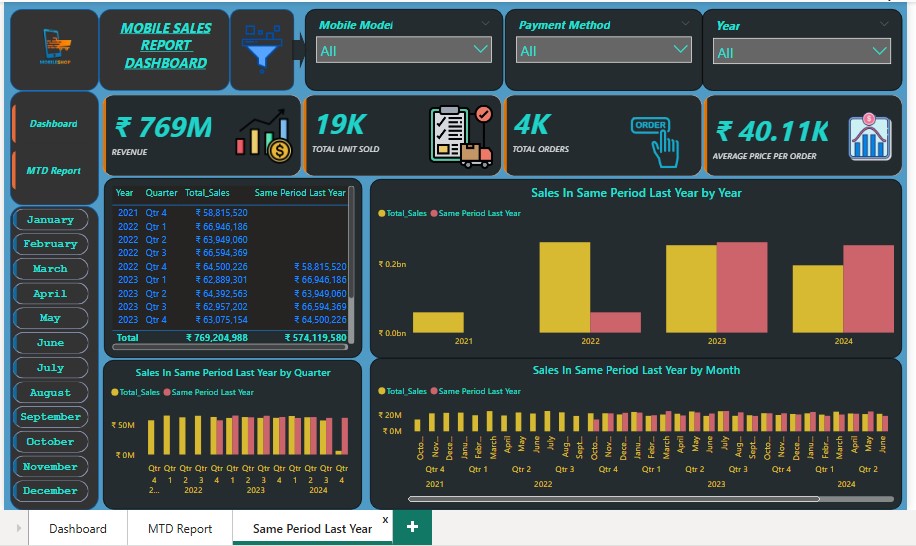 MOBILESHOP
MOBILE SALES
REPORT
DASHBOARD
Mobile Model
All
Payment Method
All
Year
All
Dashboard
MTD Report
January
February
March
April
May
June
July
August
September
October
November
December
₹ 769M
REVENUE
19K
TOTAL UNIT SOLD
4K
TOTAL ORDERS
ORDER
₹ 40.11K
AVERAGE PRICE PER ORDER
Year Quarter Total_Sales Same Period Last Year
2021 Qtr 4 ₹ 58,815,520
2022 Qtr 1 ₹ 66,946,186
2022 Qtr 2 ₹ 63,949,060
2022 Qtr 3 ₹ 66,594,369
2022 Qtr 4 ₹ 64,500,226 ₹ 58,815,520
2023 Qtr 1 ₹ 62,889,301 ₹ 66,946,186
2023 Qtr 2 ₹ 64,392,563 ₹ 63,949,060
2023 Qtr 3 ₹ 62,957,202 ₹ 66,594,369
2023 Qtr 4 ₹ 63,075,154 ₹ 64,500,226
Total ₹ 769,204,988 ₹ 574,119,580
Sales In Same Period Last Year by Year
Total_Sales Same Period Last Year
₹ 0.2bn
₹ 0.0bn
2021 2022 2023 2024
Sales In Same Period Last Year by Quarter
Total_Sales Same Period Last Year
₹ 50M
₹ 0M
Qtr Qtr Qtr Qtr Qtr Qtr Qtr Qtr Qtr Qtr Qtr Qtr Qtr
4 1 2 3 4 1 2 3 4 1 2 3 4
2... 2022 2023 2024
Sales In Same Period Last Year by Month
Total_Sales Same Period Last Year
₹ 20M
₹ 0M
Octo... Nov... Dece... Janu... Febr... March April May June July Aug... Sept... Octo... Nov... Dece... Janu... Febr... March April May June July Aug... Sept... Octo... Nov... Dece... Janu... Febr... March April May June
Qtr 4 Qtr 1 Qtr 2 Qtr 3 Qtr 4 Qtr 1 Qtr 2 Qtr 3 Qtr 4 Qtr 1 Qtr 2
2021 2022 2023 2024
Dashboard
MTD Report
Same Period Last Year
x
+